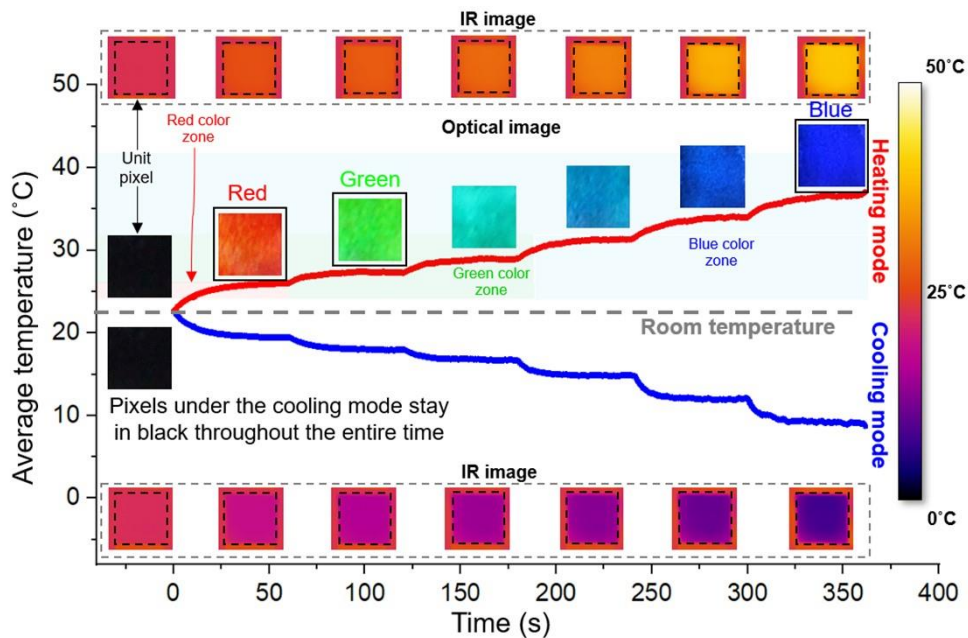 IR image
50
50°C
Red color
zone
Optical image
Blue
Unit
pixel
40
Red
Green
Heating mode
30
Green color
zone
Blue color
zone
25°C
Average temperature (°C)
Room temperature
20
Cooling mode
Pixels under the cooling mode stay
in black throughout the entire time
10
IR image
0
0°C
0
50
100
150
200
250
300
350
400
Time (s)